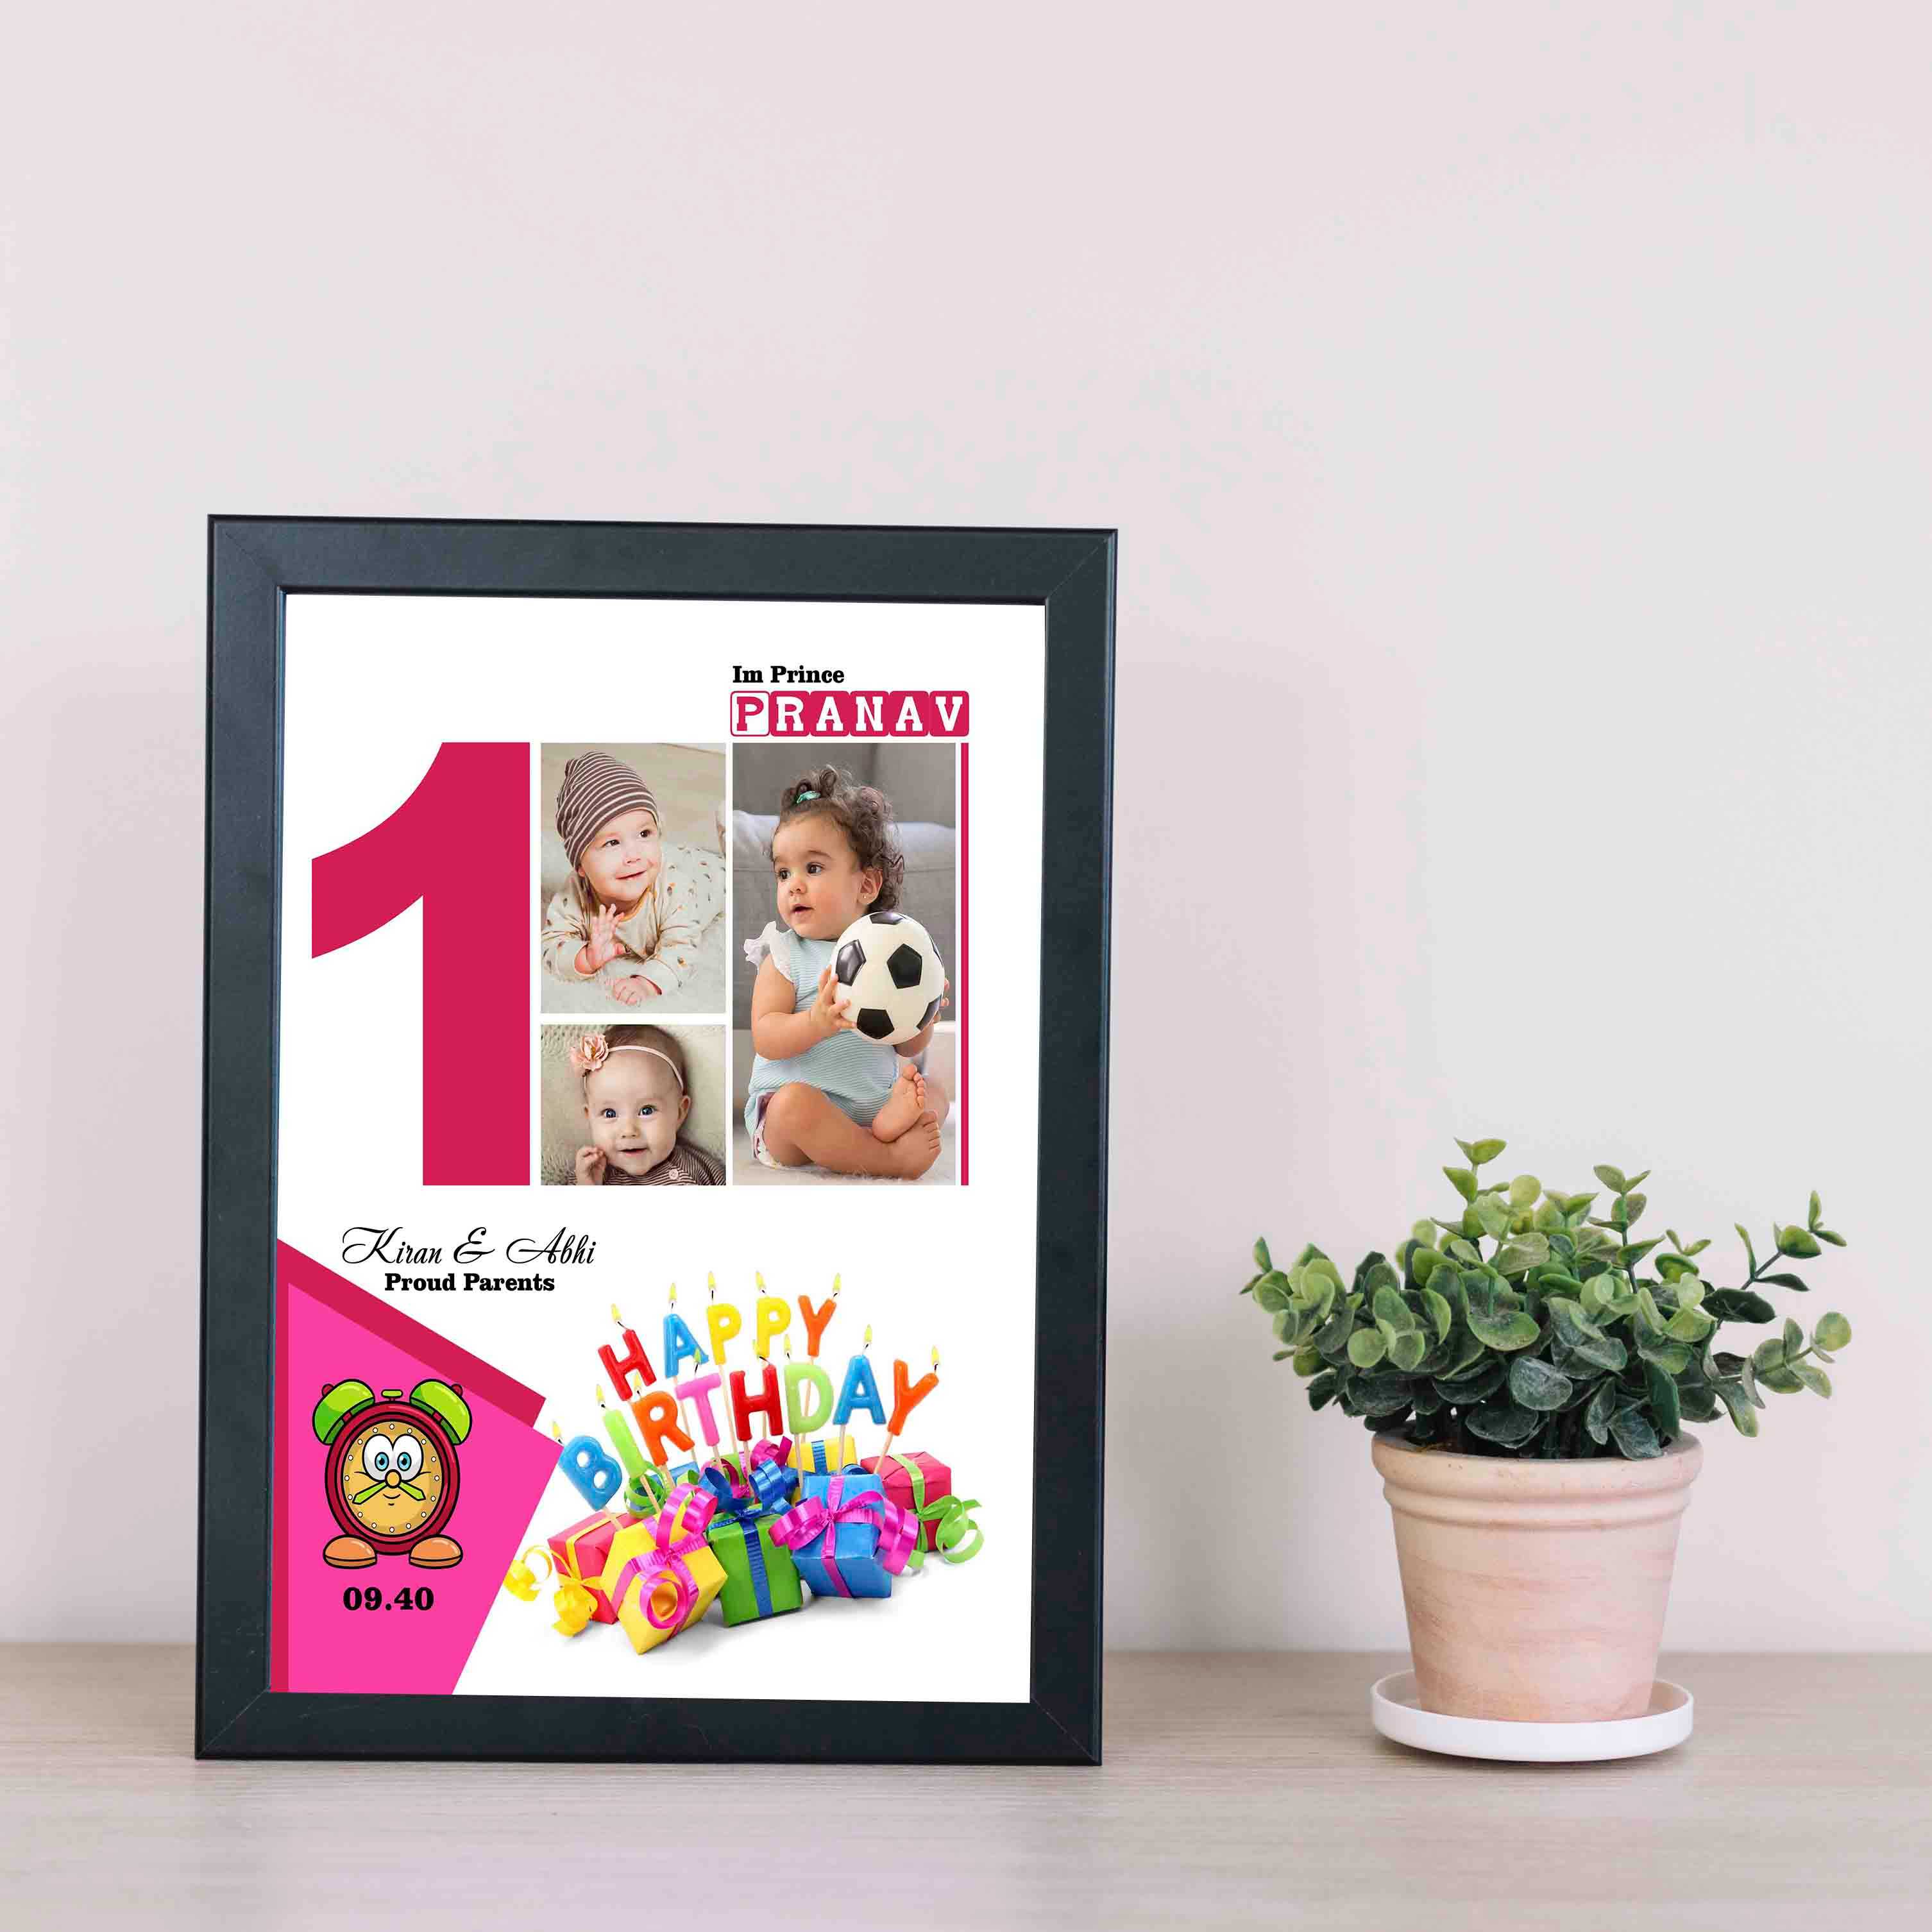 Im Prince
PRANAV
1
Kiran & Abhi
Proud Parents
HAPPY
BIRTHDAY
09.40